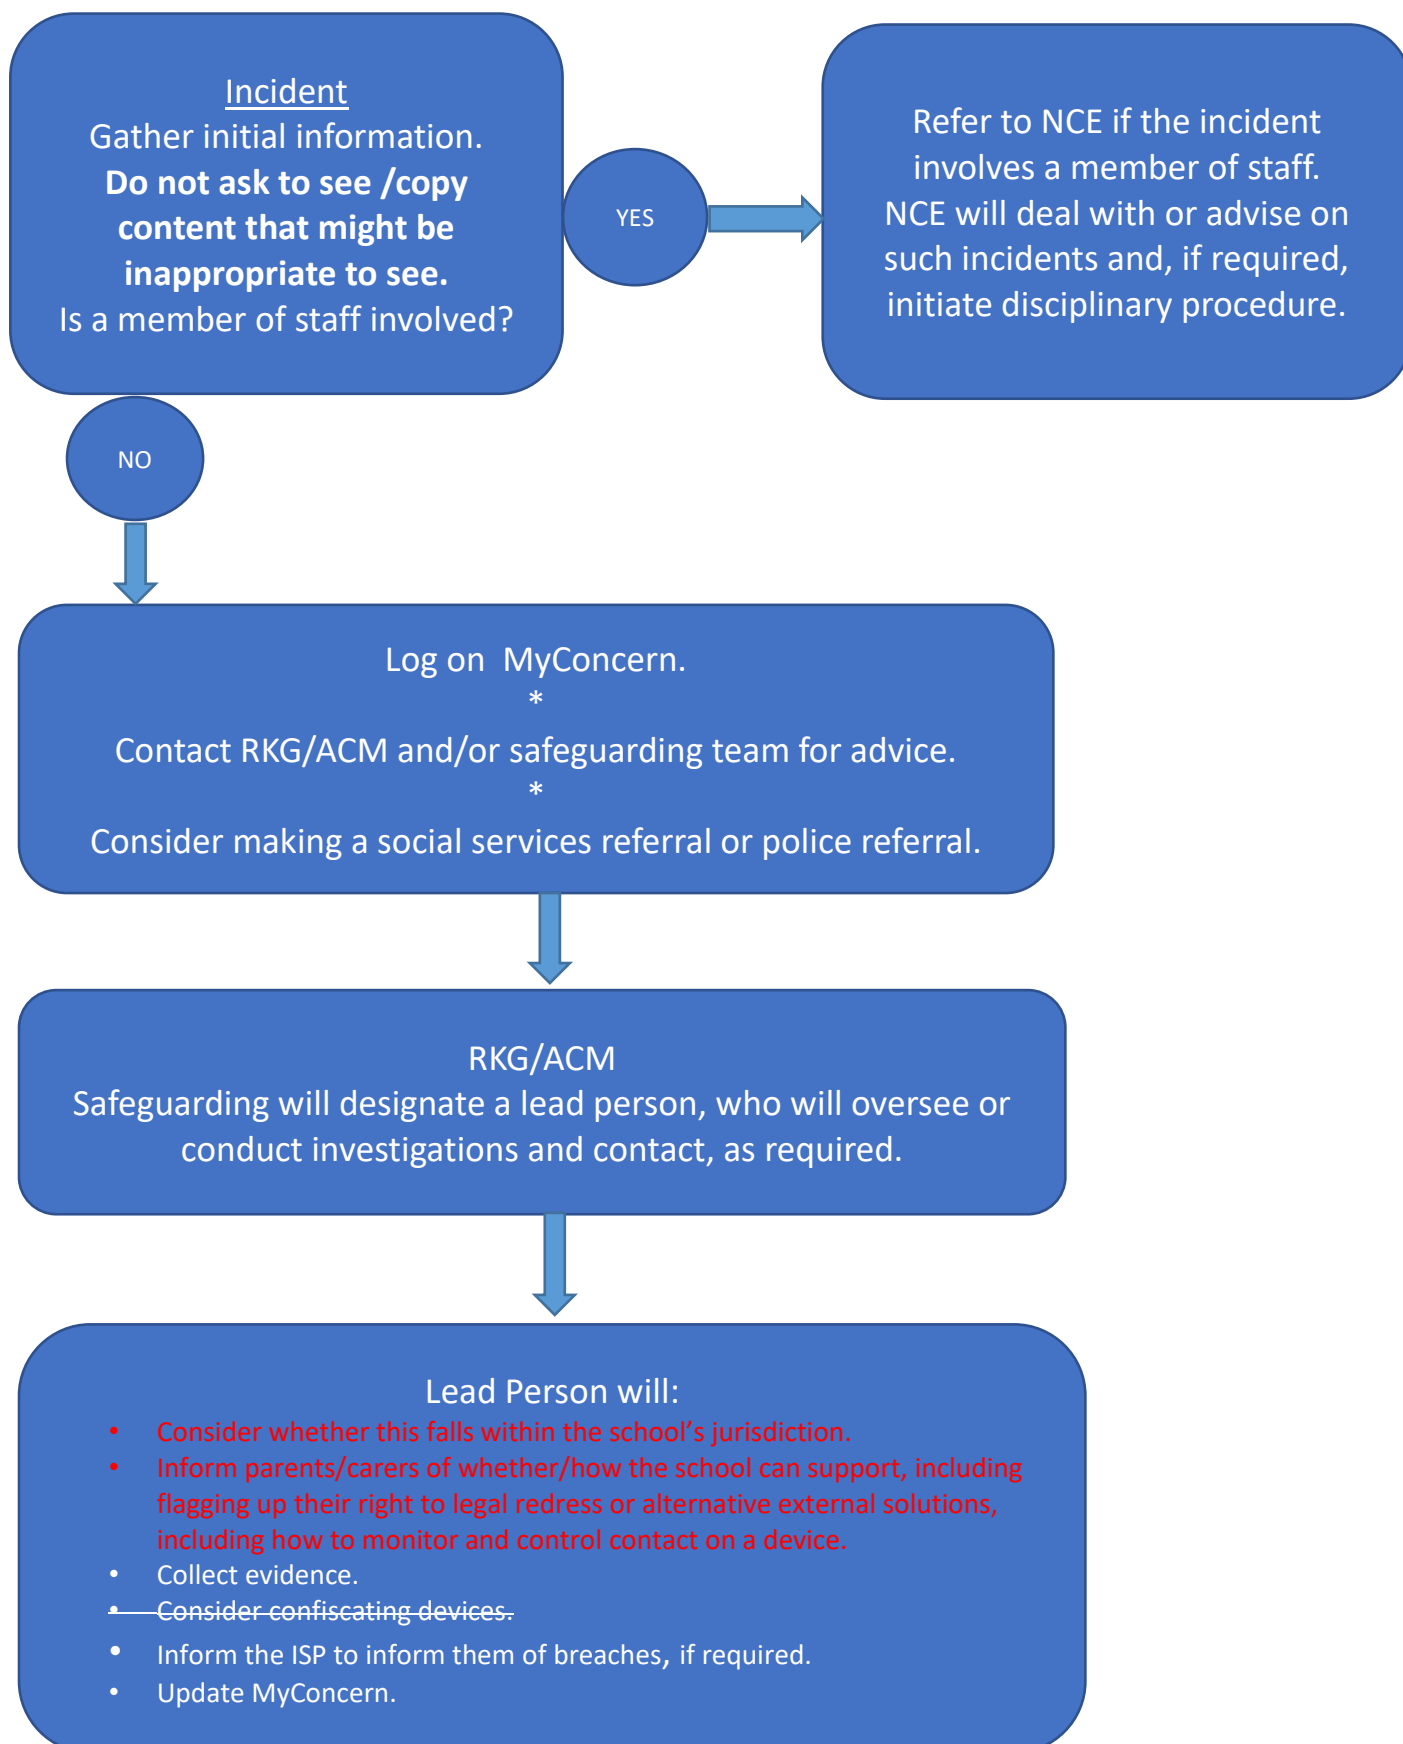 Incident
Gather initial information.
Do not ask to see /copy
content that might be
inappropriate to see.
Is a member of staff involved?
YES
Refer to NCE if the incident
involves a member of staff.
NCE will deal with or advise on
such incidents and, if required,
initiate disciplinary procedure.
NO
Log on  MyConcern.
*
Contact RKG/ACM and/or safeguarding team for advice.
*
Consider making a social services referral or police referral.
RKG/ACM
Safeguarding will designate a lead person, who will oversee or
conduct investigations and contact, as required.
Lead Person will:
• Consider whether this falls within the school’s jurisdiction.
• Inform parents/carers of whether/how the school can support, including
flagging up their right to legal redress or alternative external solutions,
including how to monitor and control contact on a device.
• Collect evidence.
• Consider confiscating devices.
• Inform the ISP to inform them of breaches, if required.
• Update MyConcern.